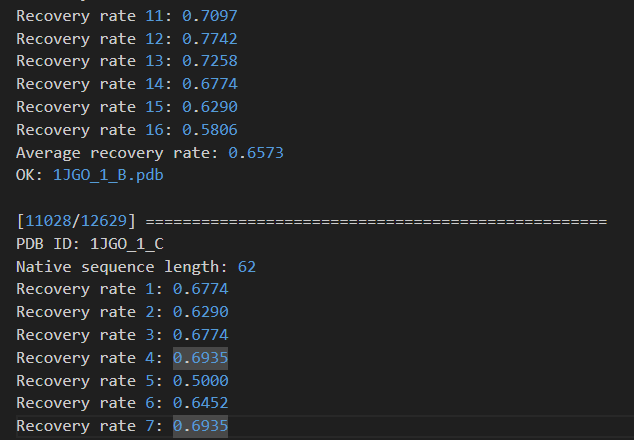 Recovery rate 11: 0.7097
Recovery rate 12: 0.7742
Recovery rate 13: 0.7258
Recovery rate 14: 0.6774
Recovery rate 15: 0.6290
Recovery rate 16: 0.5806
Average recovery rate: 0.6573
OK: 1JGO_1_B.pdb
[11028/12629] ==================================================
PDB ID: 1JGO_1_C
Native sequence length: 62
Recovery rate 1: 0.6774
Recovery rate 2: 0.6290
Recovery rate 3: 0.6774
Recovery rate 4: 0.6935
Recovery rate 5: 0.5000
Recovery rate 6: 0.6452
Recovery rate 7: 0.6935